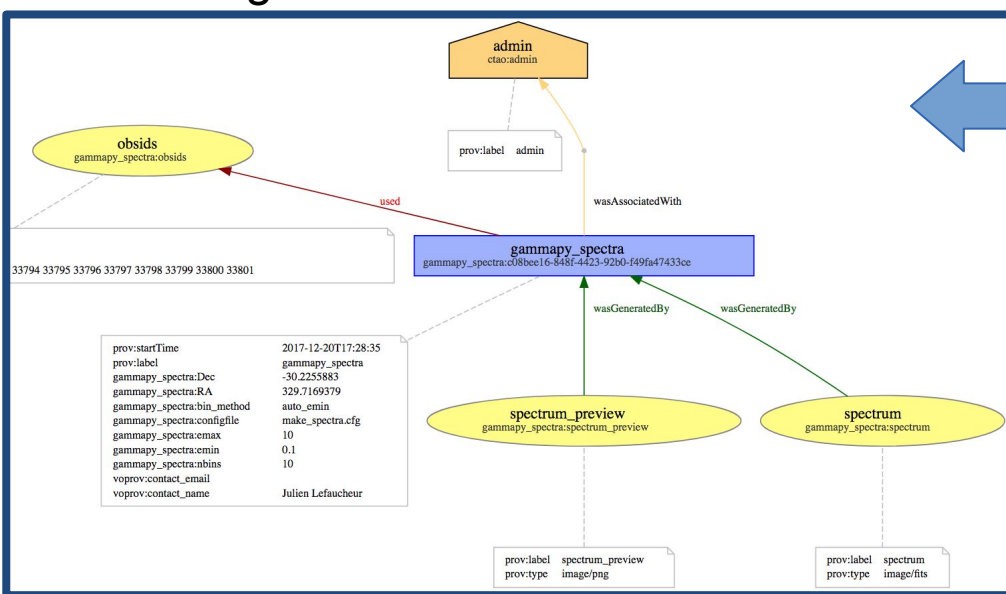 admin
ctao:admin
prov:label admin
obsids
gammapy_spectra:obsids
used
wasAssociatedWith
gammapy_spectra
gammapy_spectra:c08bee16-848f-4423-92b0-f49fa47433ce
33794 33795 33796 33797 33798 33799 33800 33801
wasGeneratedBy
wasGeneratedBy
prov:startTime 2017-12-20T17:28:35
prov:label gammapy_spectra
gammapy_spectra:Dec -30.2255883
gammapy_spectra:RA 329.7169379
gammapy_spectra:bin_method auto_emin
gammapy_spectra:configfile make_spectra.cfg
gammapy_spectra:emax 10
gammapy_spectra:emin 0.1
gammapy_spectra:nbins 10
voprov:contact_email
voprov:contact_name Julien Lefaucheur
spectrum_preview
gammapy_spectra:spectrum_preview
spectrum
gammapy_spectra:spectrum
prov:label spectrum_preview
prov:type image/png
prov:label spectrum
prov:type image/fits